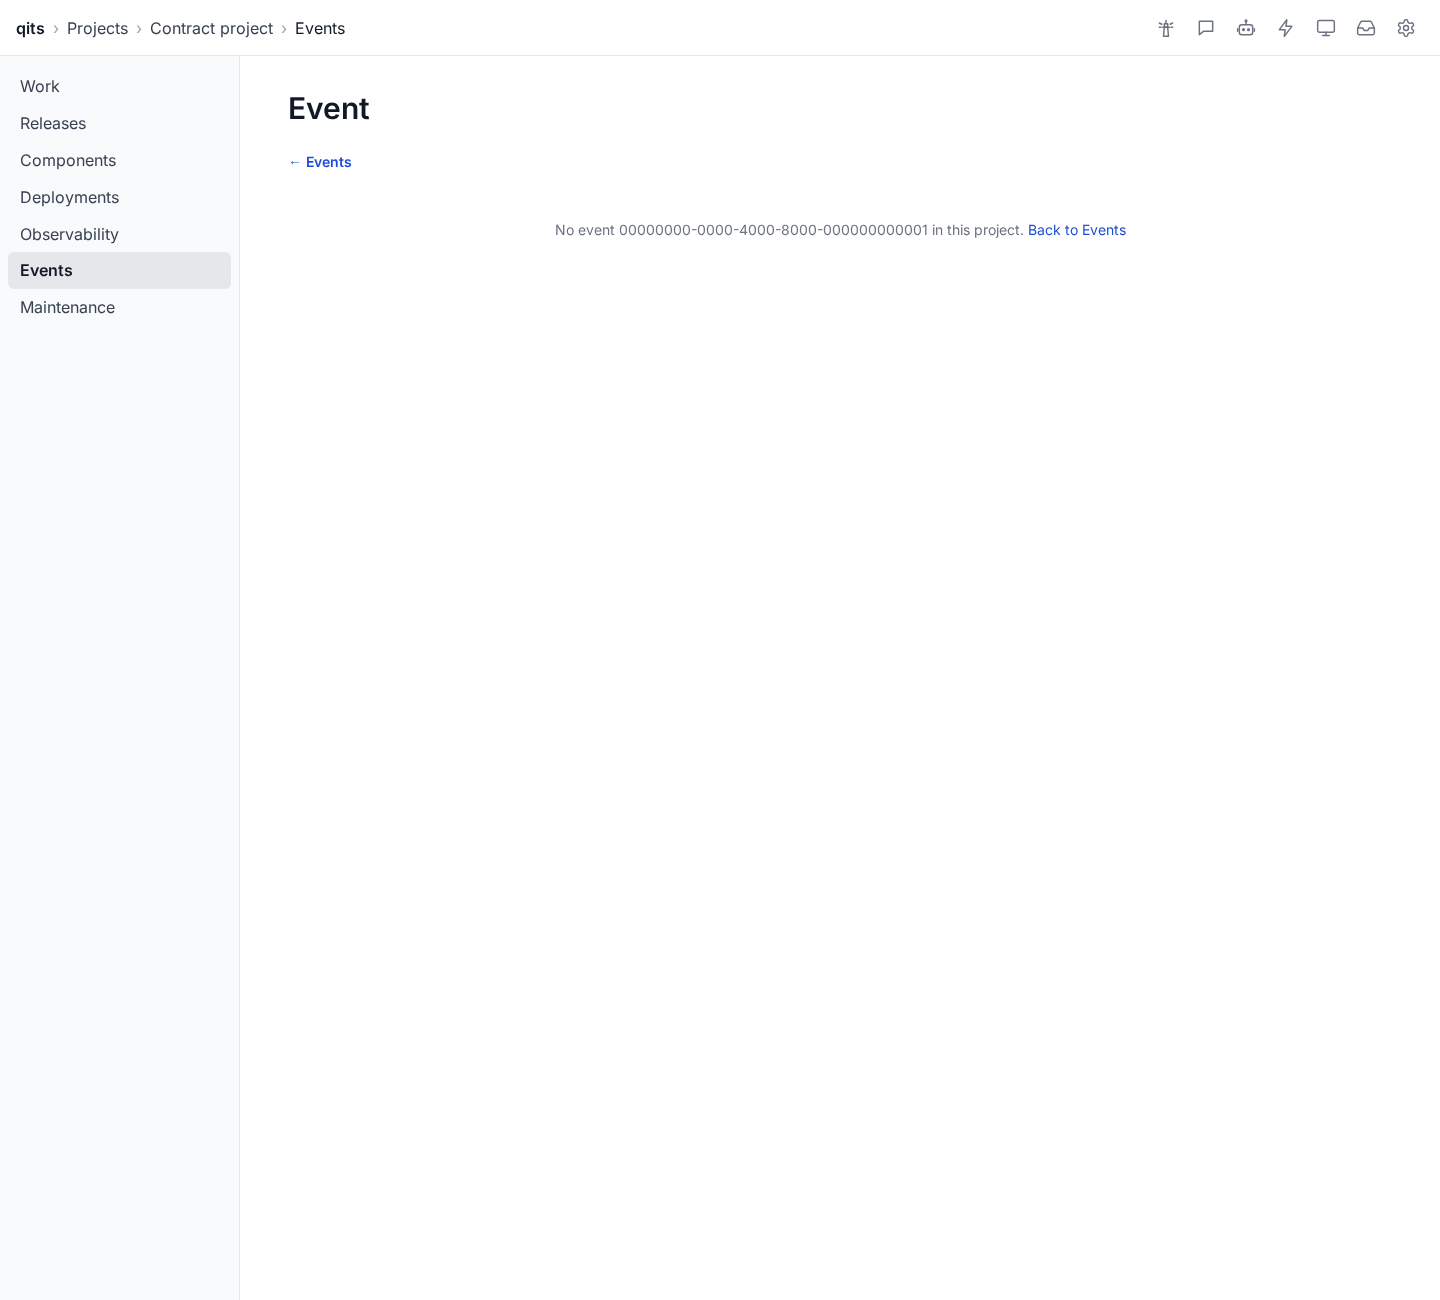 qits › Projects › Contract project › Events
Work
Releases
Components
Deployments
Observability
Events
Maintenance
Event
← Events
No event 00000000-0000-4000-8000-000000000001 in this project. Back to Events